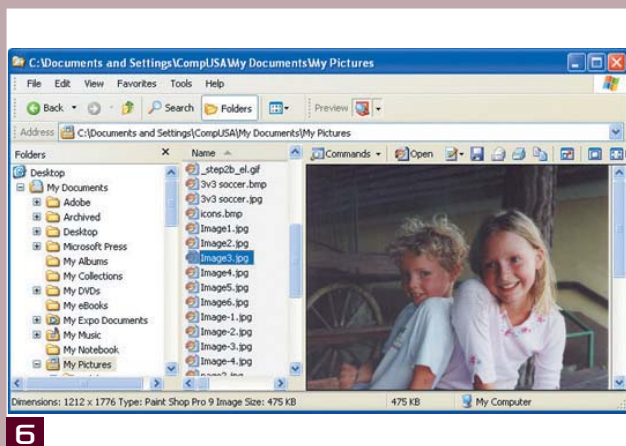 C:\Documents and Settings\CompUSA\My Documents\My Pictures
File Edit View Favorites Tools Help
Back Search Folders Preview
Address C:\Documents and Settings\CompUSA\My Documents\My Pictures
Folders × Name Commands Open
Desktop
My Documents
Adobe
Archived
Desktop
Microsoft Press
My Albums
My Collections
My DVDs
My eBooks
My Expo Documents
My Music
My Notebook
My Pictures
_step2b_el.gif
3v3 soccer.bmp
3v3 soccer.jpg
icons.bmp
Image1.jpg
Image2.jpg
Image3.jpg
Image4.jpg
Image5.jpg
Image6.jpg
Image-1.jpg
Image-2.jpg
Image-3.jpg
Image-4.jpg
page2.jpg
Dimensions: 1212 x 1776 Type: Paint Shop Pro 9 Image Size: 475 KB 475 KB My Computer
6